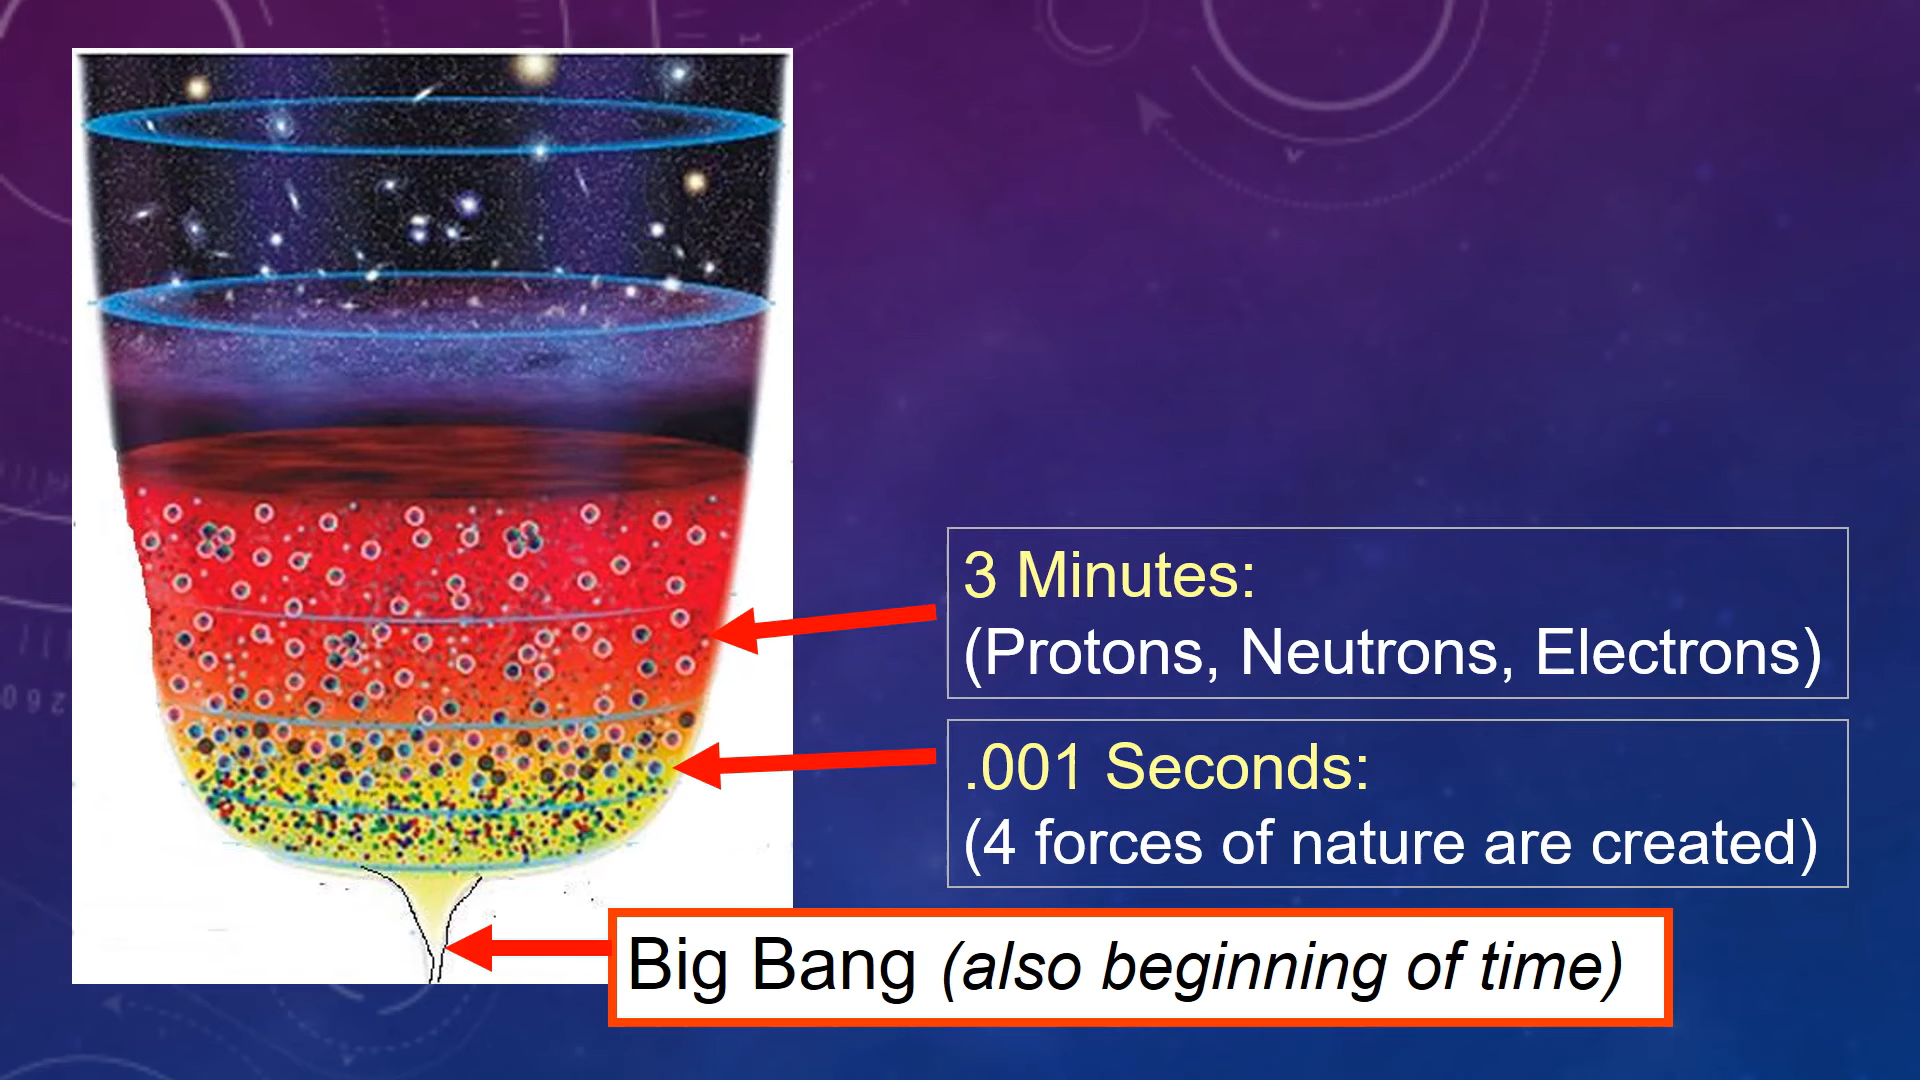 3 Minutes:
(Protons, Neutrons, Electrons)
.001 Seconds:
(4 forces of nature are created)
Big Bang (also beginning of time)